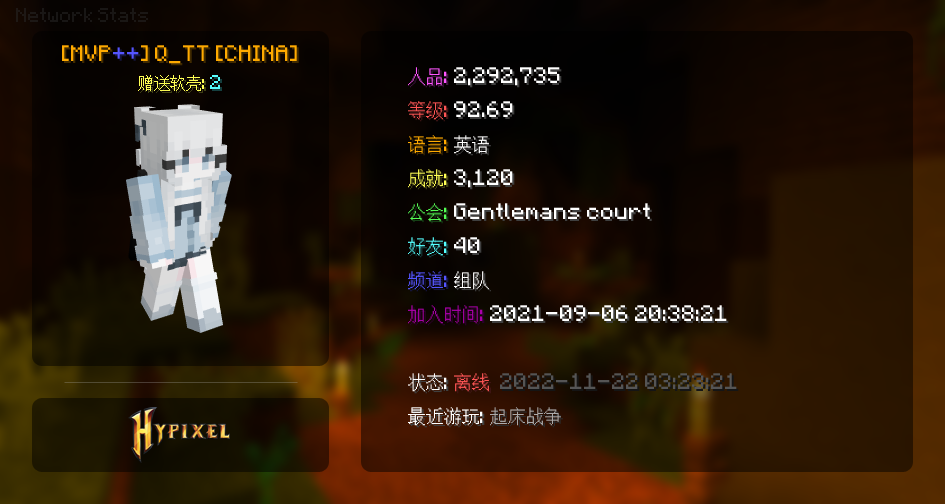 Network Stats
[MVP++] Q_TT [CHINA]
赠送软壳: 2
HYPIXEL
人品: 2,292,735
等级: 92.69
语言: 英语
成就: 3,120
公会: Gentlemans court
好友: 40
频道: 组队
加入时间: 2021-09-06 20:38:21
状态: 离线 2022-11-22 03:23:21
最近游玩: 起床战争